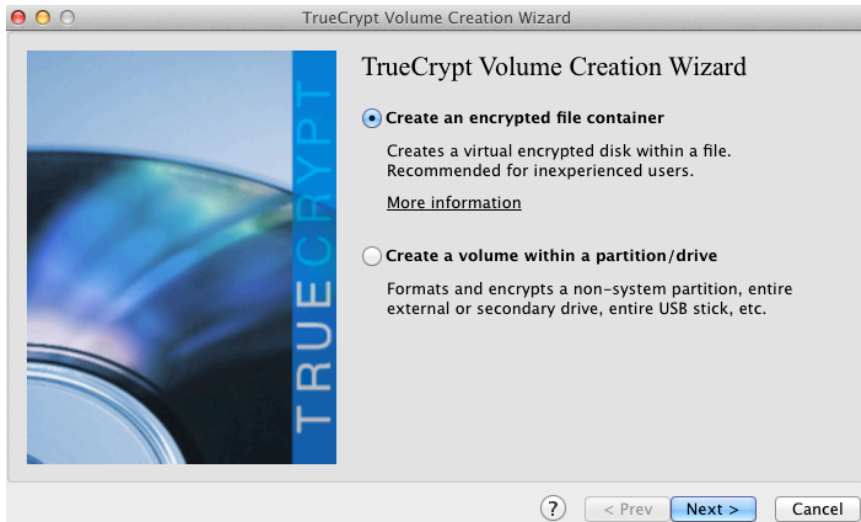 TrueCrypt Volume Creation Wizard
TRUECRYPT
TrueCrypt Volume Creation Wizard
Create an encrypted file container
Creates a virtual encrypted disk within a file.
Recommended for inexperienced users.
More information
Create a volume within a partition/drive
Formats and encrypts a non-system partition, entire
external or secondary drive, entire USB stick, etc.
? < Prev Next > Cancel